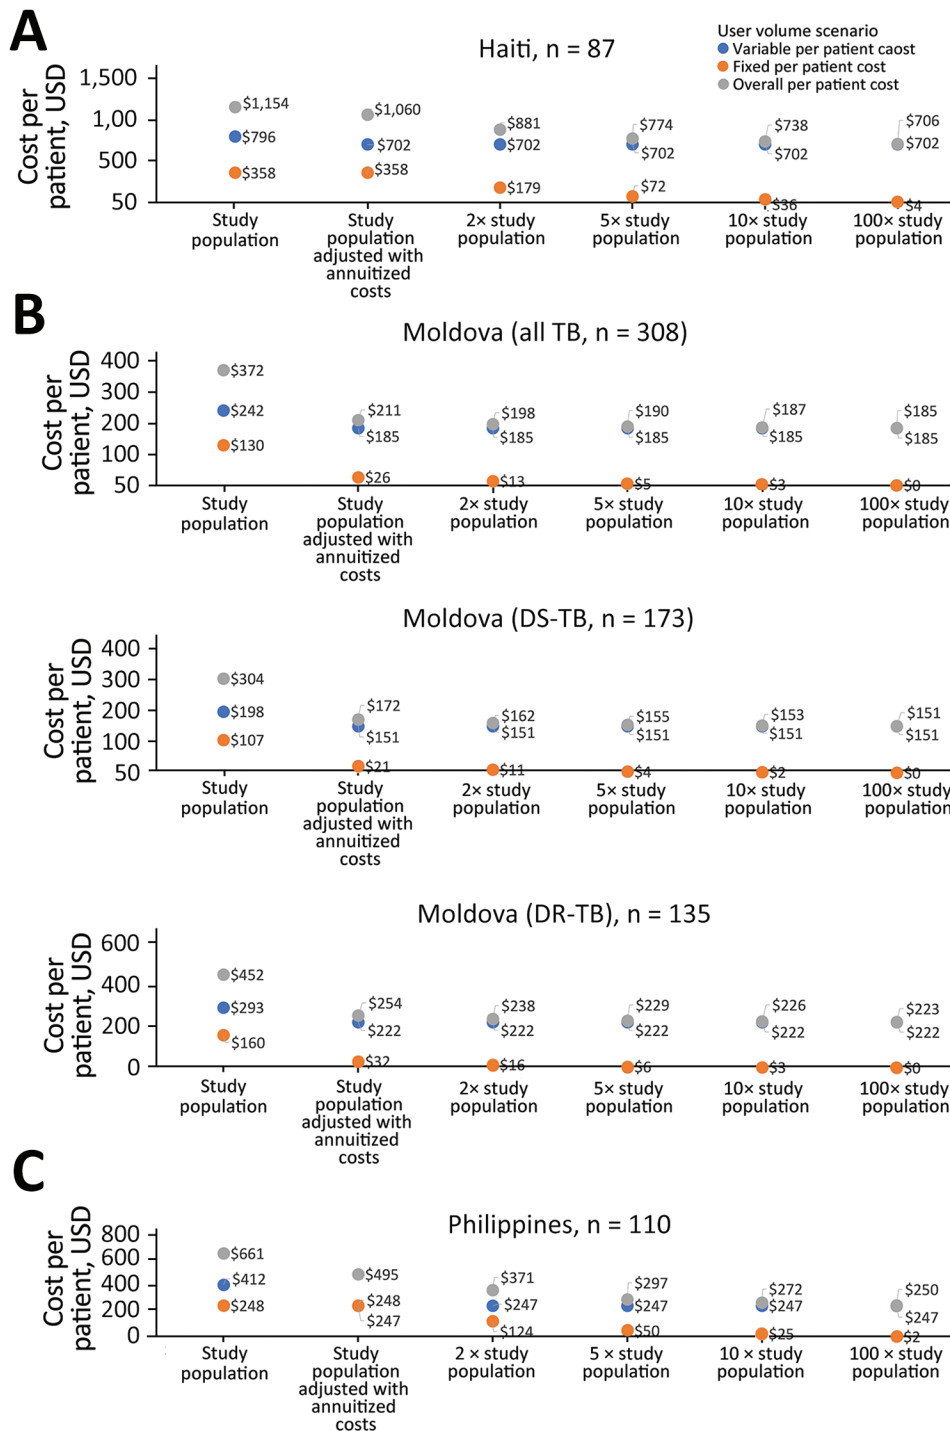 A
Haiti, n = 87
User volume scenario
Variable per patient caost
Fixed per patient cost
Overall per patient cost
Cost per
patient, USD
1,500
1,00
500
50
$1,154
$796
$358
$1,060
$702
$358
$881
$702
$179
$774
$702
$72
$738
$702
$36
$706
$702
$4
Study
population
Study
population
adjusted with
annuitized
costs
2× study
population
5× study
population
10× study
population
100× study
population
B
Moldova (all TB, n = 308)
Cost per
patient, USD
400
300
200
100
50
$372
$242
$130
$211
$185
$26
$198
$185
$13
$190
$185
$5
$187
$185
$3
$185
$185
$0
Study
population
Study
population
adjusted with
annuitized
costs
2× study
population
5× study
population
10× study
population
100× study
population
Moldova (DS-TB, n = 173)
Cost per
patient, USD
400
300
200
100
50
$304
$198
$107
$172
$151
$21
$162
$151
$11
$155
$151
$4
$153
$151
$2
$151
$151
$0
Study
population
Study
population
adjusted with
annuitized
costs
2× study
population
5× study
population
10× study
population
100× study
population
Moldova (DR-TB), n = 135
Cost per
patient, USD
600
400
200
0
$452
$293
$160
$254
$222
$32
$238
$222
$16
$229
$222
$6
$226
$222
$3
$223
$222
$0
Study
population
Study
population
adjusted with
annuitized
costs
2× study
population
5× study
population
10× study
population
100× study
population
C
Philippines, n = 110
Cost per
patient, USD
800
600
400
200
0
$661
$412
$248
$495
$248
$247
$371
$247
$124
$297
$247
$50
$272
$247
$25
$250
$247
$2
Study
population
Study
population
adjusted with
annuitized
costs
2 × study
population
5 × study
population
10 × study
population
100 × study
population